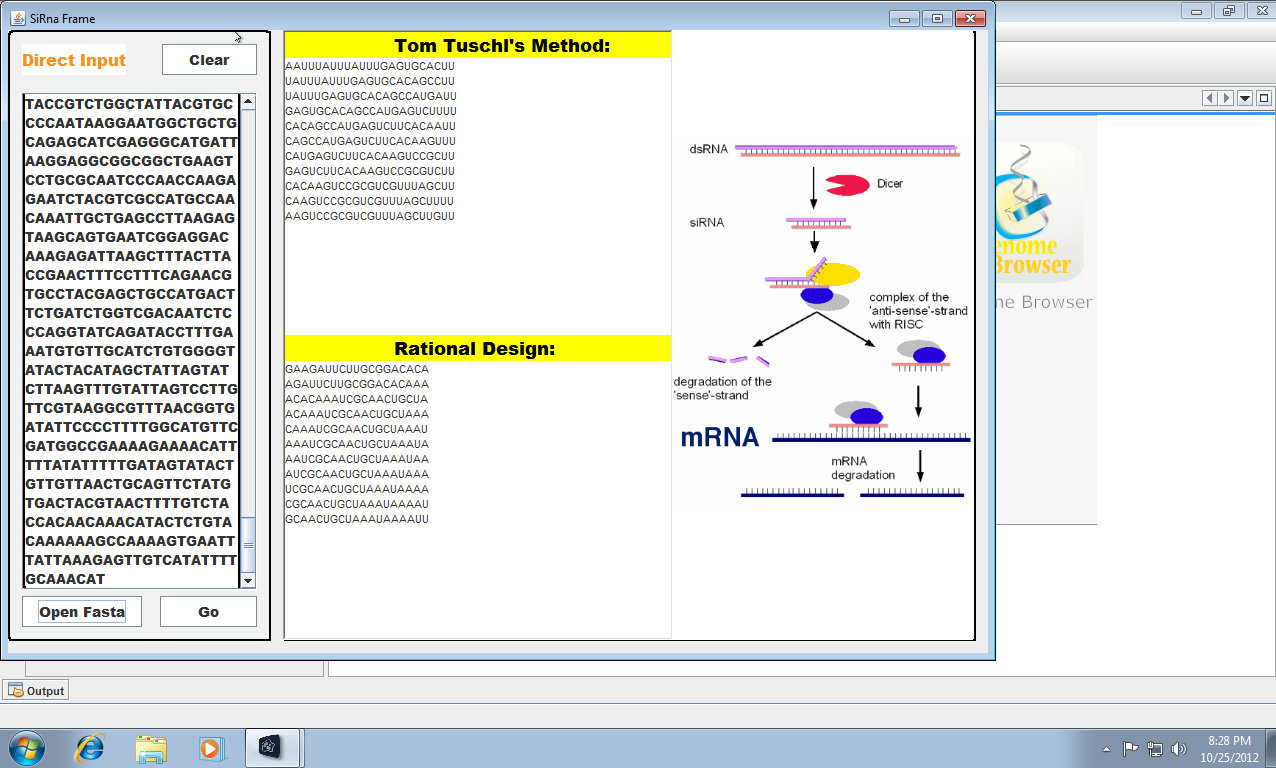 SiRna Frame
Direct Input
Clear
TACCGTCTGGCTATTACGTGC
CCCAATAAGGAATGGCTGCTG
CAGAGCATCGAGGGCATGATT
AAGGAGGCGGCGGCTGAAGT
CCTGCGCAATCCCAACCAAGA
GAATCTACGTCGCCATGCCAA
CAAATTGCTGAGCCTTAAGAG
TAAGCAGTGAATCGGAGGAC
AAAGAGATTAAGCTTTACTTA
CCGAACTTTCCTTTCAGAACG
TGCCTACGAGCTGCCATGACT
TCTGATCTGGTCGACAATCTC
CCAGGTATCAGATACCTTTGA
AATGTGTTGCATCTGTGGGGT
ATACTACATAGCTATTAGTAT
CTTAAGTTTGTATTAGTCCTTG
TTCGTAAGGCGTTTAACGGTG
ATATTCCCCTTTTGGCATGTTC
GATGGCCGAAAAGAAAACATT
TTTATATTTTTGATAGTATACT
GTTGTTAACTGCAGTTCTATG
TGACTACGTAACTTTTGTCTA
CCACAACAAACATACTCTGTA
CAAAAAAGCCAAAAGTGAATT
TATTAAAGAGTTGTCATATTTT
GCAAACAT
Open Fasta
Go
Tom Tuschl's Method:
AAUUUAUUUAUUUGAGUGCACUU
UAUUUAUUUGAGUGCACAGCCUU
UAUUUGAGUGCACAGCCAUGAUU
GAGUGCACAGCCAUGAGUCUUUU
CACAGCCAUGAGUCUUCACAAUU
CAGCCAUGAGUCUUCACAAGUUU
CAUGAGUCUUCACAAGUCCGCUU
GAGUCUUCACAAGUCCGCGUCUU
CACAAGUCCGCGUCGUUUAGCUU
CAAGUCCGCGUCGUUUAGCUUUU
AAGUCCGCGUCGUUUAGCUUGUU
Rational Design:
GAAGAUUCUUGCGGACACA
AGAUUCUUGCGGACACAAA
ACACAAAUCGCAACUGCUA
ACAAAUCGCAACUGCUAAA
CAAAUCGCAACUGCUAAAU
AAAUCGCAACUGCUAAAUA
AAUCGCAACUGCUAAAUAA
AUCGCAACUGCUAAAUAAA
UCGCAACUGCUAAAUAAAA
CGCAACUGCUAAAUAAAAU
GCAACUGCUAAAUAAAAUU
dsRNA
Dicer
siRNA
complex of the
'anti-sense'-strand
with RISC
degradation of the
'sense'-strand
mRNA
mRNA
degradation
enome
Browser
me Browser
Output
8:28 PM
10/25/2012